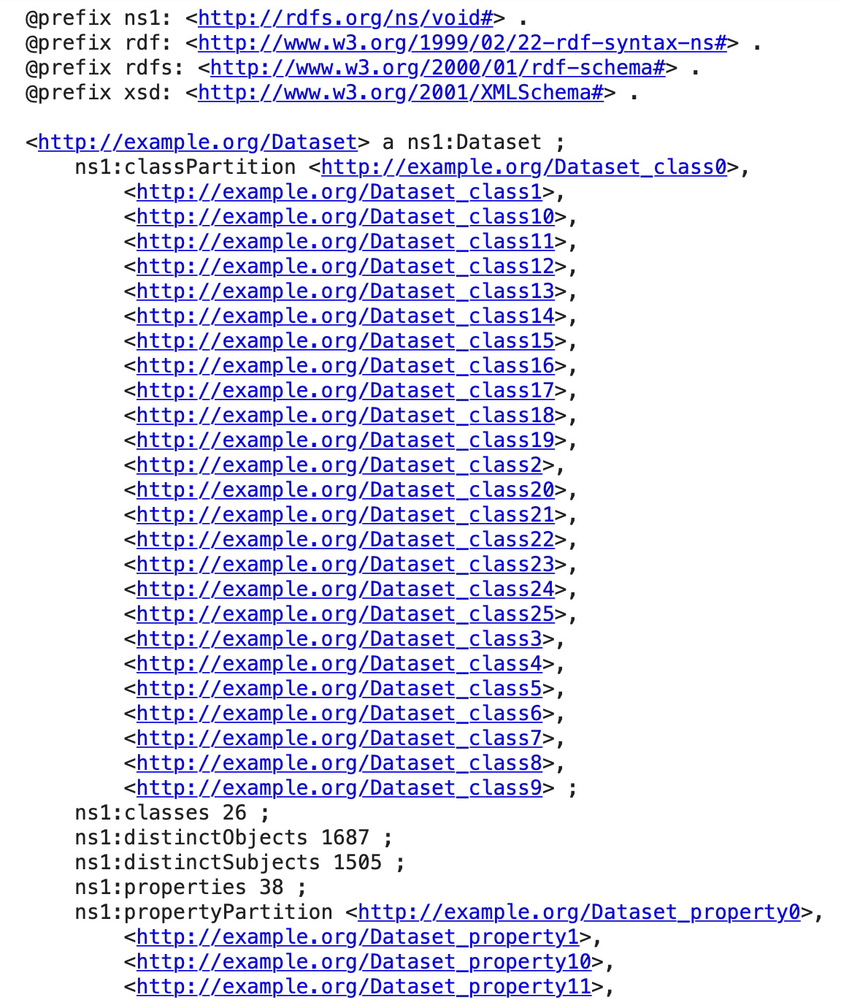 @prefix ns1: <http://rdfs.org/ns/void#> .
@prefix rdf: <http://www.w3.org/1999/02/22-rdf-syntax-ns#> .
@prefix rdfs: <http://www.w3.org/2000/01/rdf-schema#> .
@prefix xsd: <http://www.w3.org/2001/XMLSchema#> .

<http://example.org/Dataset> a ns1:Dataset ;
    ns1:classPartition <http://example.org/Dataset_class0>,
        <http://example.org/Dataset_class1>,
        <http://example.org/Dataset_class10>,
        <http://example.org/Dataset_class11>,
        <http://example.org/Dataset_class12>,
        <http://example.org/Dataset_class13>,
        <http://example.org/Dataset_class14>,
        <http://example.org/Dataset_class15>,
        <http://example.org/Dataset_class16>,
        <http://example.org/Dataset_class17>,
        <http://example.org/Dataset_class18>,
        <http://example.org/Dataset_class19>,
        <http://example.org/Dataset_class2>,
        <http://example.org/Dataset_class20>,
        <http://example.org/Dataset_class21>,
        <http://example.org/Dataset_class22>,
        <http://example.org/Dataset_class23>,
        <http://example.org/Dataset_class24>,
        <http://example.org/Dataset_class25>,
        <http://example.org/Dataset_class3>,
        <http://example.org/Dataset_class4>,
        <http://example.org/Dataset_class5>,
        <http://example.org/Dataset_class6>,
        <http://example.org/Dataset_class7>,
        <http://example.org/Dataset_class8>,
        <http://example.org/Dataset_class9> ;
    ns1:classes 26 ;
    ns1:distinctObjects 1687 ;
    ns1:distinctSubjects 1505 ;
    ns1:properties 38 ;
    ns1:propertyPartition <http://example.org/Dataset_property0>,
        <http://example.org/Dataset_property1>,
        <http://example.org/Dataset_property10>,
        <http://example.org/Dataset_property11>,